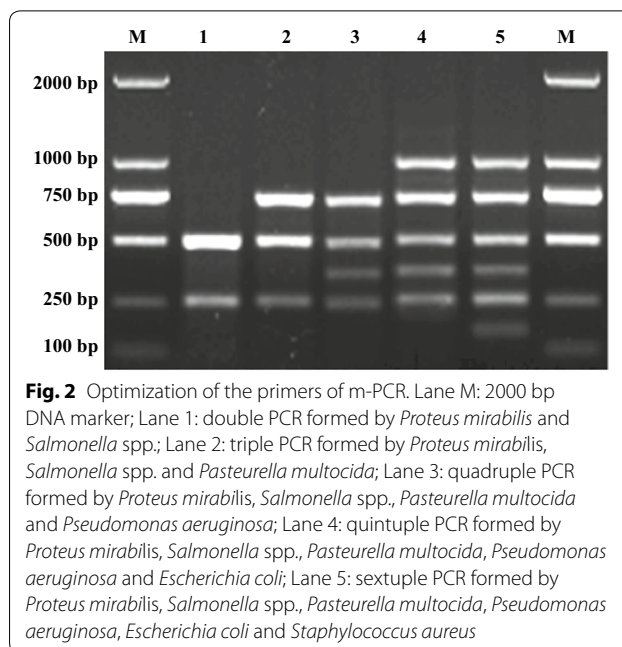 M 1 2 3 4 5 M
2000 bp
1000 bp
750 bp
500 bp
250 bp
100 bp
Fig. 2 Optimization of the primers of m-PCR. Lane M: 2000 bp
DNA marker; Lane 1: double PCR formed by Proteus mirabilis and
Salmonella spp.; Lane 2: triple PCR formed by Proteus mirabilis,
Salmonella spp. and Pasteurella multocida; Lane 3: quadruple PCR
formed by Proteus mirabilis, Salmonella spp., Pasteurella multocida
and Pseudomonas aeruginosa; Lane 4: quintuple PCR formed by
Proteus mirabilis, Salmonella spp., Pasteurella multocida, Pseudomonas
aeruginosa and Escherichia coli; Lane 5: sextuple PCR formed by
Proteus mirabilis, Salmonella spp., Pasteurella multocida, Pseudomonas
aeruginosa, Escherichia coli and Staphylococcus aureus